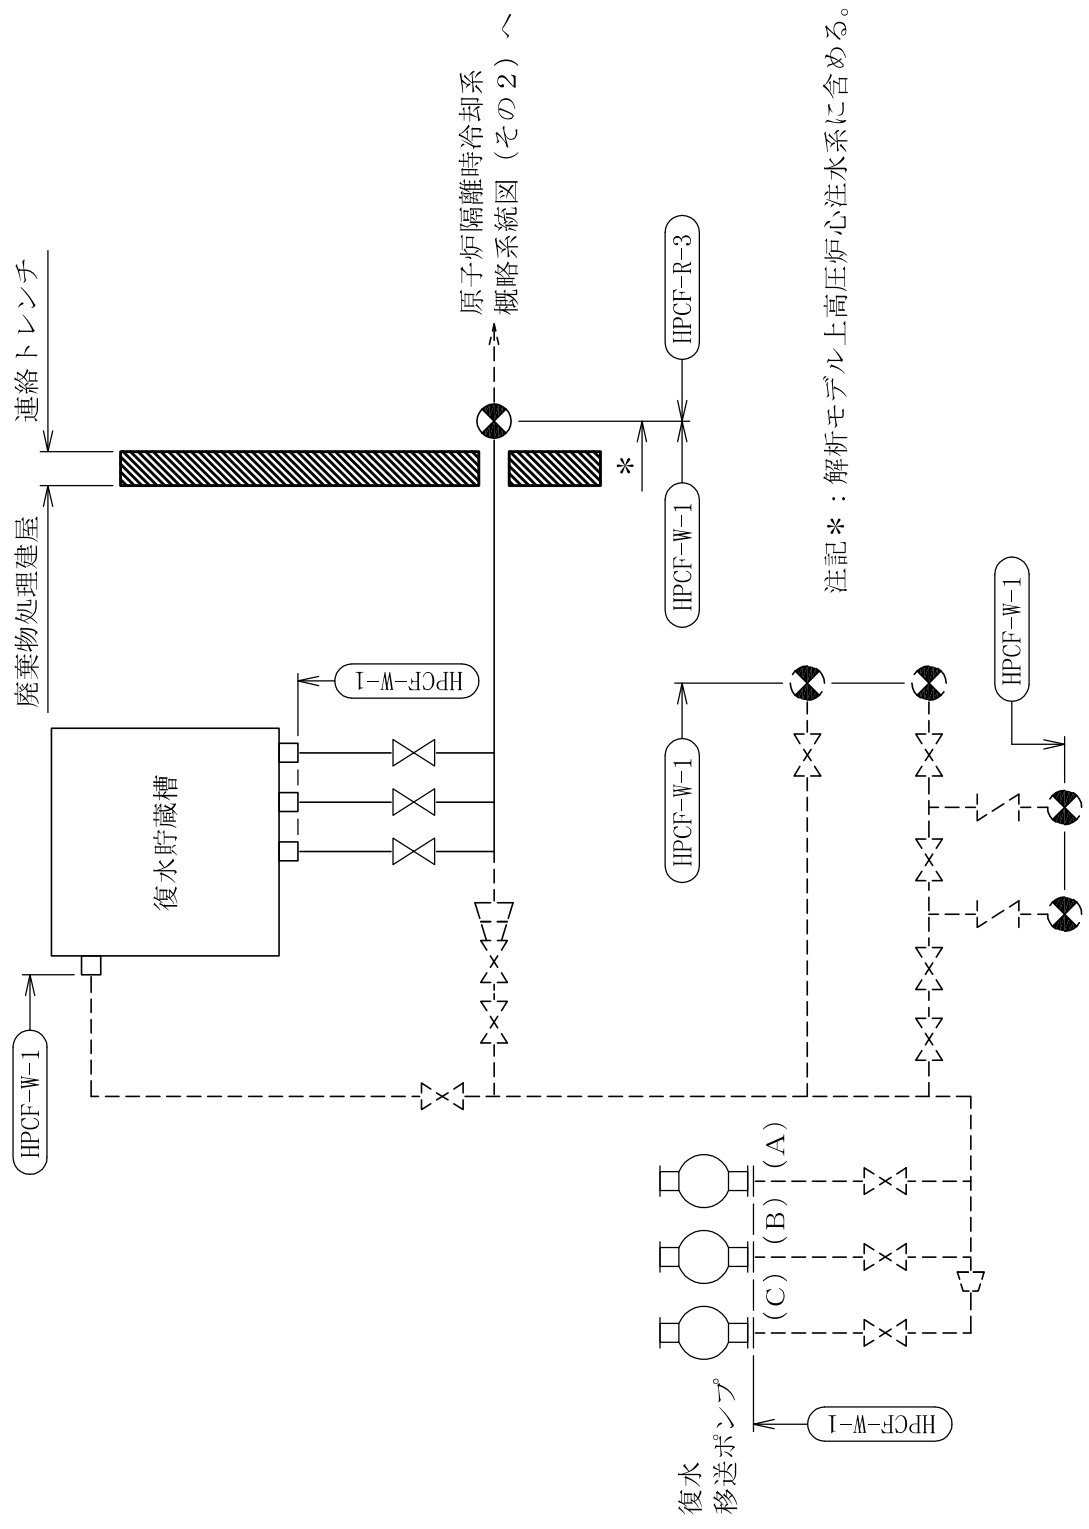 廃棄物処理建屋
連絡トレンチ
HPCF-W-1
復水貯蔵槽
HPCF-W-1
原子炉隔離時冷却系
概略系統図（その２）へ
*
HPCF-W-1
HPCF-R-3
復水
移送ポンプ
(C)
(B)
(A)
HPCF-W-1
HPCF-W-1
HPCF-W-1
注記*：解析モデル上高圧炉心注水系に含める。